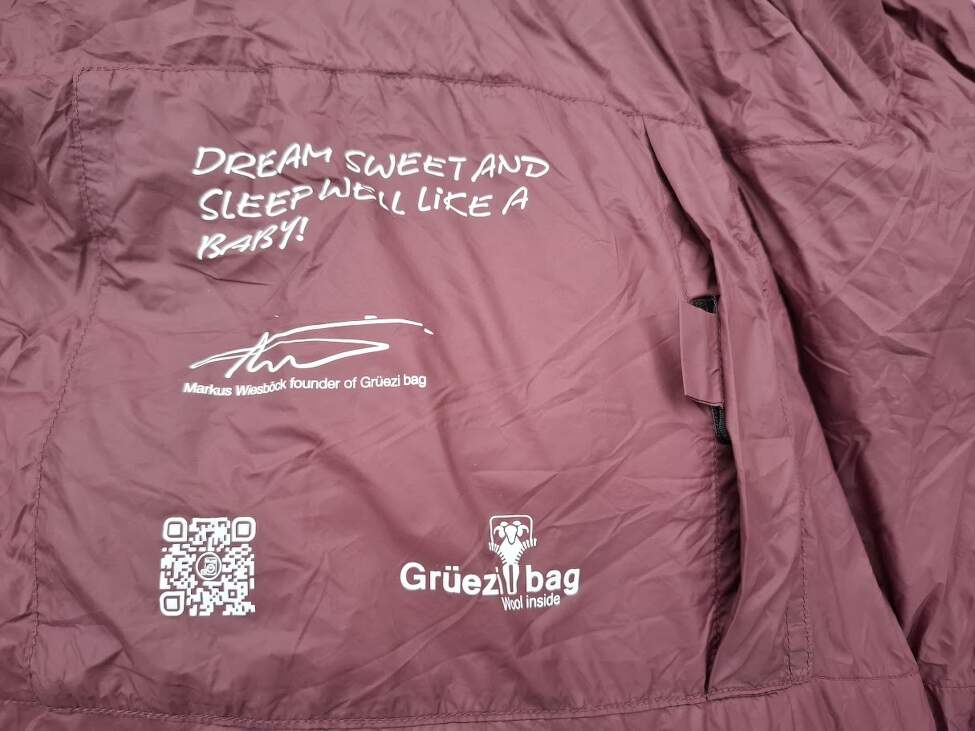 DREAM SWEET AND
SLEEP WELL LiKE A
BABY!
Markus Wiesböck founder of Grüezi bag
Grüezi bag
Wool inside